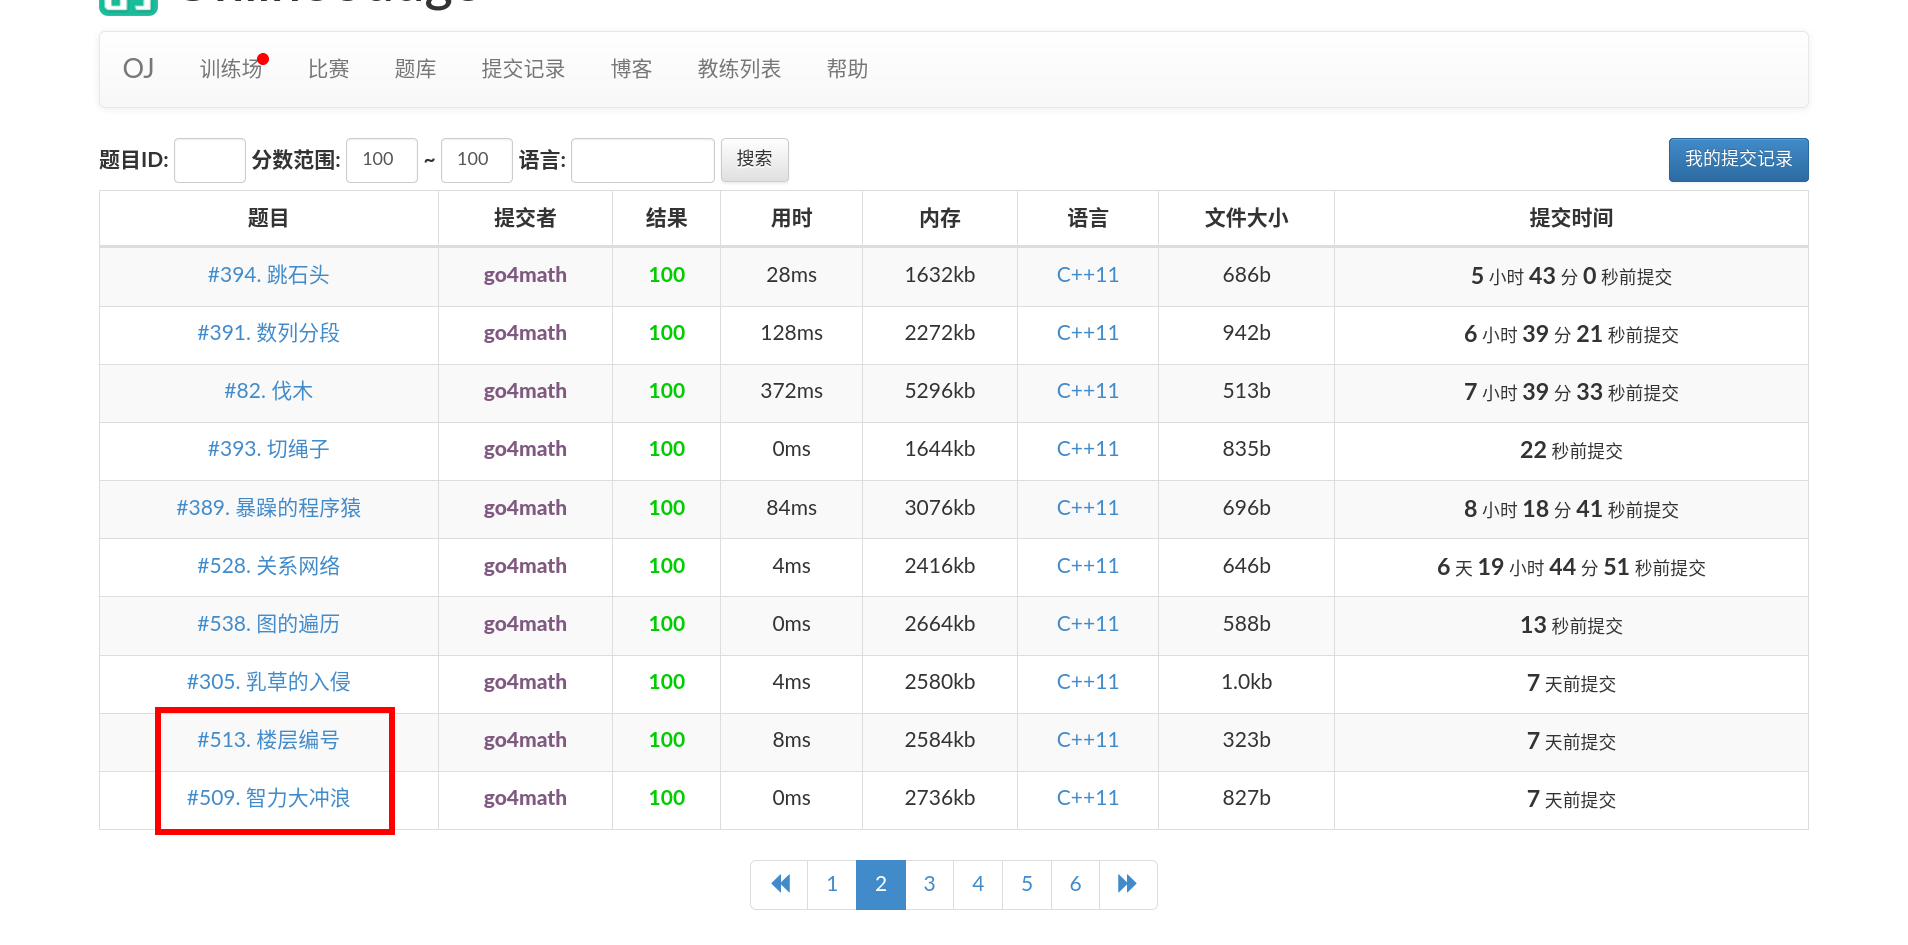 OJ 训练场 比赛 题库 提交记录 博客 教练列表 帮助
题目ID: 分数范围: 100 ~ 100 语言: 搜索 我的提交记录
题目 提交者 结果 用时 内存 语言 文件大小 提交时间
#394. 跳石头 go4math 100 28ms 1632kb C++11 686b 5 小时 43 分 0 秒前提交
#391. 数列分段 go4math 100 128ms 2272kb C++11 942b 6 小时 39 分 21 秒前提交
#82. 伐木 go4math 100 372ms 5296kb C++11 513b 7 小时 39 分 33 秒前提交
#393. 切绳子 go4math 100 0ms 1644kb C++11 835b 22 秒前提交
#389. 暴躁的程序猿 go4math 100 84ms 3076kb C++11 696b 8 小时 18 分 41 秒前提交
#528. 关系网络 go4math 100 4ms 2416kb C++11 646b 6 天 19 小时 44 分 51 秒前提交
#538. 图的遍历 go4math 100 0ms 2664kb C++11 588b 13 秒前提交
#305. 乳草的入侵 go4math 100 4ms 2580kb C++11 1.0kb 7 天前提交
#513. 楼层编号 go4math 100 8ms 2584kb C++11 323b 7 天前提交
#509. 智力大冲浪 go4math 100 0ms 2736kb C++11 827b 7 天前提交
1 2 3 4 5 6